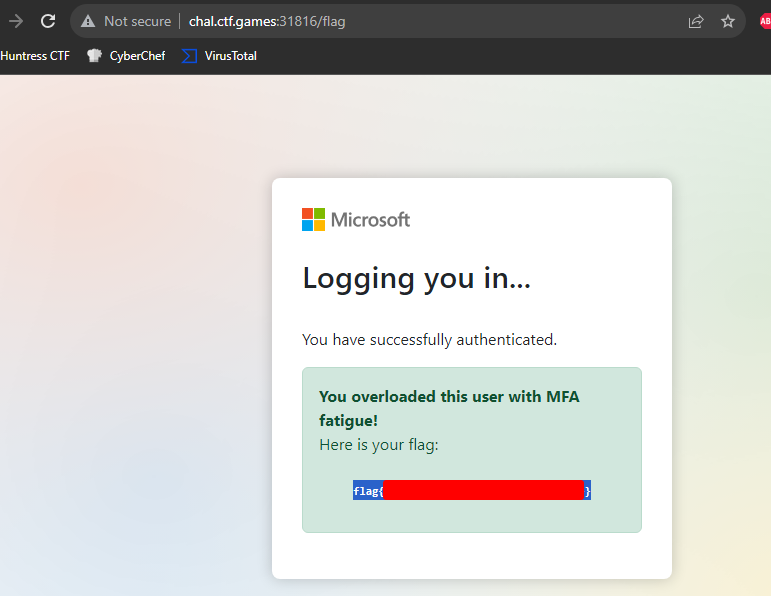 Not secure chal.ctf.games:31816/flag AB
Huntress CTF CyberChef VirusTotal
Microsoft
Logging you in...
You have successfully authenticated.
You overloaded this user with MFA
fatigue!
Here is your flag:
flag{ }